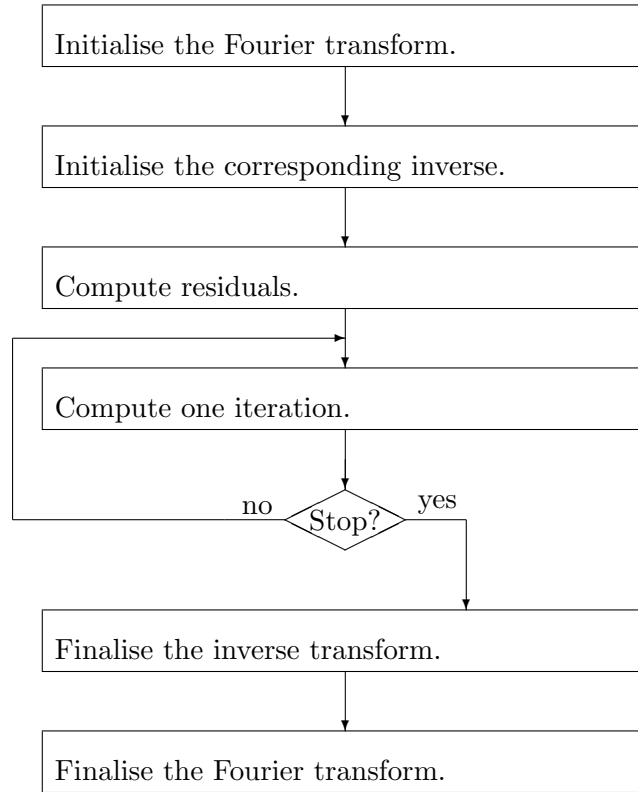 Initialise the Fourier transform.
Initialise the corresponding inverse.
Compute residuals.
Compute one iteration.
no
Stop?
yes
Finalise the inverse transform.
Finalise the Fourier transform.